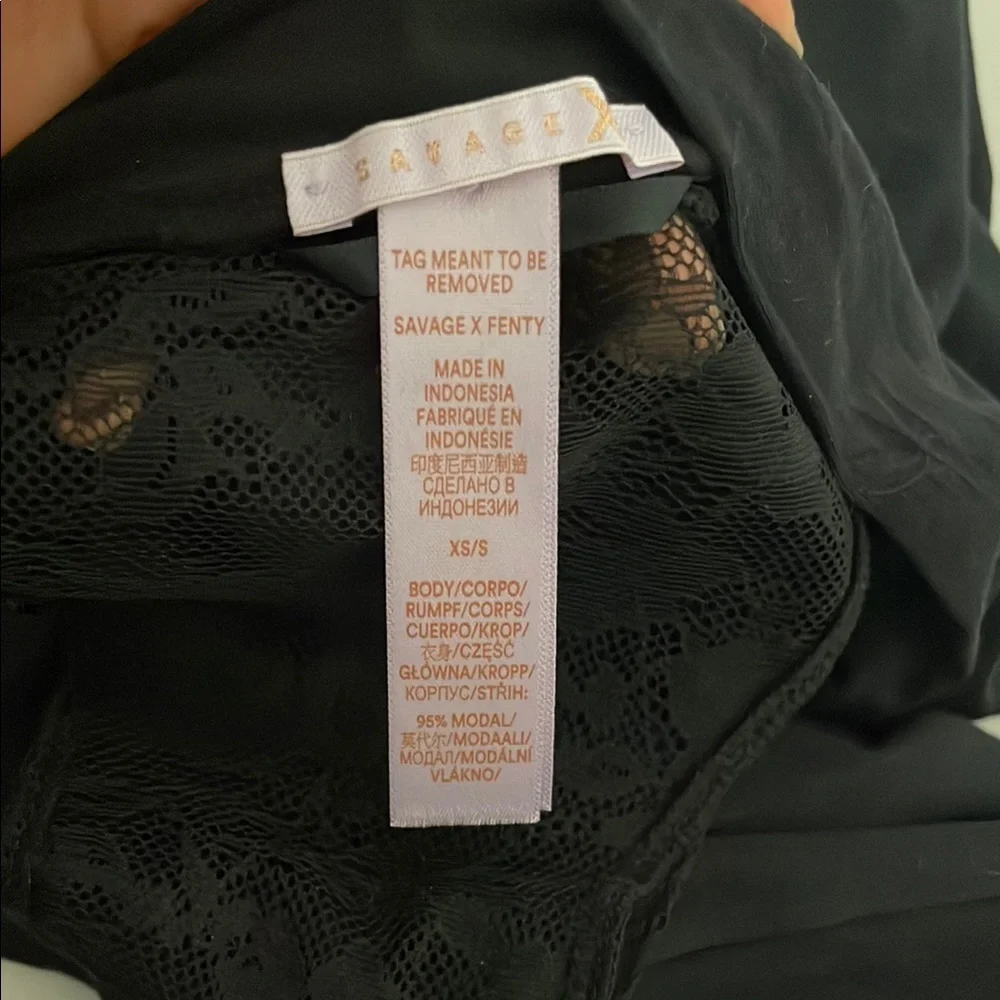 SAVAGE X
TAG MEANT TO BE
REMOVED
SAVAGE X FENTY
MADE IN
INDONESIA
FABRIQUÉ EN
INDONÉSIE
印度尼西亚制造
СДЕЛАНО В
ИНДОНЕЗИИ
XS/S
BODY/CORPO/
RUMPF/CORPS/
CUERPO/KROP/
衣身/CZĘŚĆ
GŁÓWNA/KROPP/
КОРПУС/STŘIH:
95% MODAL/
莫代尔/MODAALI/
МОДАЛ/MODÁLNÍ
VLÁKNO/